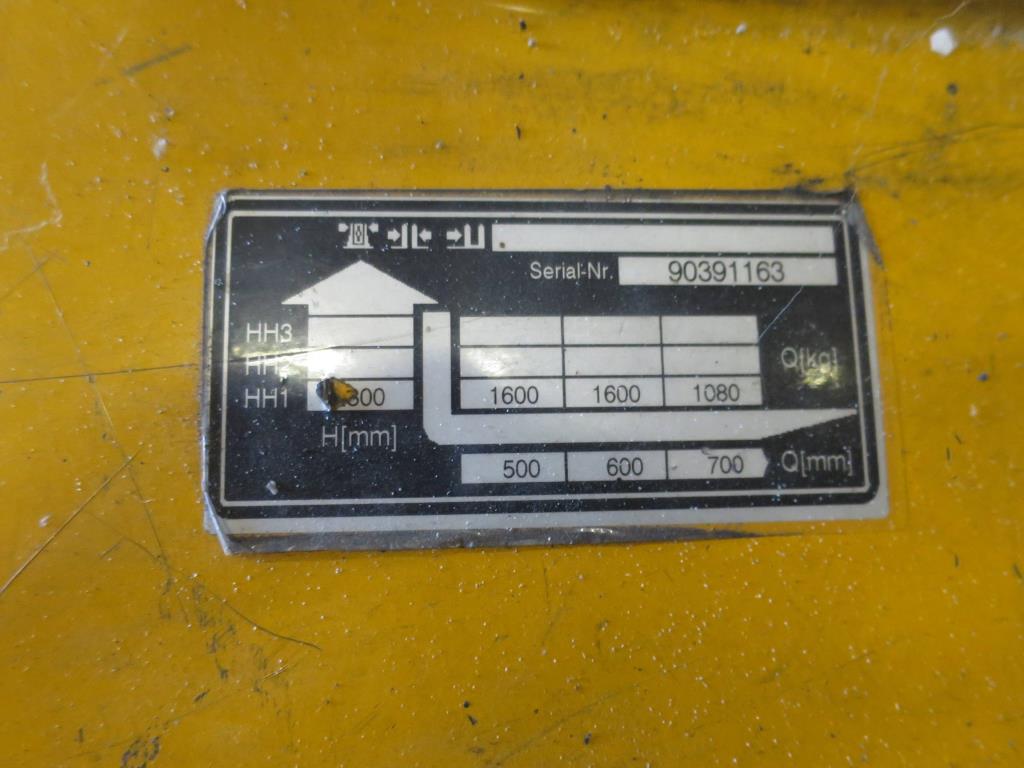 Serial-Nr. 90391163
HH3
Q[kg]
HH1 1600 1600 1080
H[mm]
500 600 700 Q[mm]